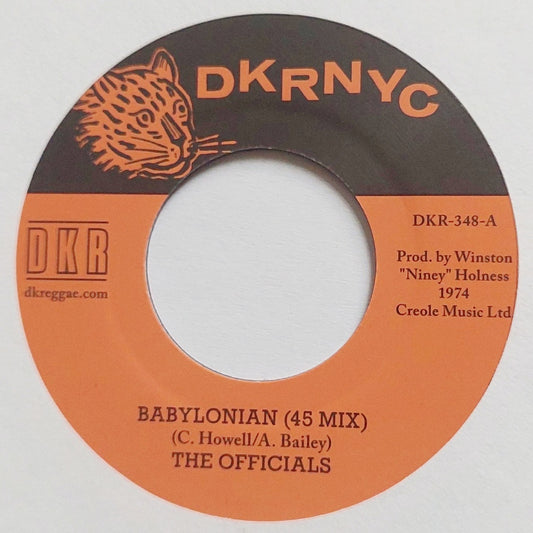 DKRNYC
DKR
dkreggae.com
DKR-348-A
Prod. by Winston
"Niney" Holness
1974
Creole Music Ltd
BABYLONIAN (45 MIX)
(C. Howell/A. Bailey)
THE OFFICIALS